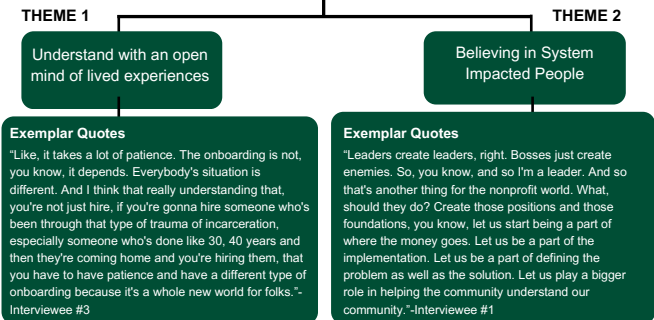 THEME 1
THEME 2
Understand with an open
mind of lived experiences
Believing in System
Impacted People
Exemplar Quotes
“Like, it takes a lot of patience. The onboarding is not,
you know, it depends. Everybody's situation is
different. And I think that really understanding that,
you're not just hire, if you're gonna hire someone who's
been through that type of trauma of incarceration,
especially someone who's done like 30, 40 years and
then they're coming home and you're hiring them, that
you have to have patience and have a different type of
onboarding because it's a whole new world for folks.”-
Interviewee #3
Exemplar Quotes
“Leaders create leaders, right. Bosses just create
enemies. So, you know, and so I'm a leader. And so
that's another thing for the nonprofit world. What,
should they do? Create those positions and those
foundations, you know, let us start being a part of
where the money goes. Let us be a part of the
implementation. Let us be a part of defining the
problem as well as the solution. Let us play a bigger
role in helping the community understand our
community.”-Interviewee #1